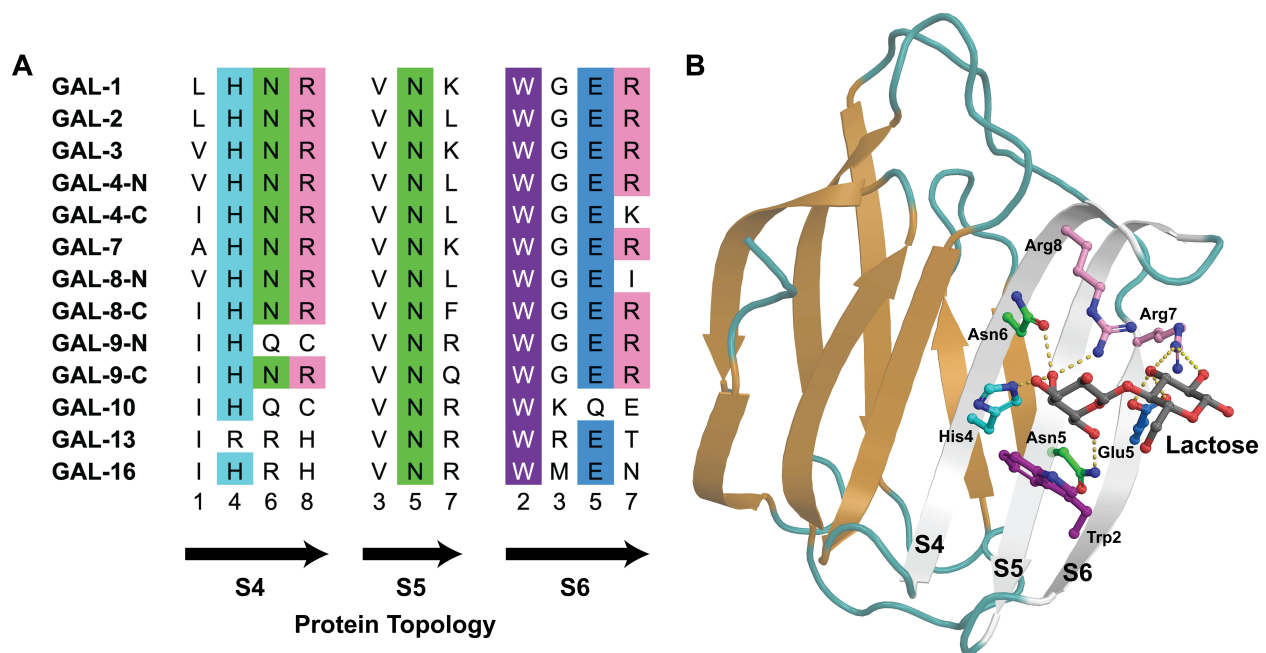 A
GAL-1 L H N R V N K W G E R
GAL-2 L H N R V N L W G E R
GAL-3 V H N R V N K W G E R
GAL-4-N V H N R V N L W G E R
GAL-4-C I H N R V N L W G E K
GAL-7 A H N R V N K W G E R
GAL-8-N V H N R V N L W G E I
GAL-8-C I H N R V N F W G E R
GAL-9-N I H Q C V N R W G E R
GAL-9-C I H N R V N Q W G E R
GAL-10 I H Q C V N R W K Q E
GAL-13 I R R H V N R W R E T
GAL-16 I H R H V N R W M E N
1 4 6 8 3 5 7 2 3 5 7
S4 S5 S6
Protein Topology
B
Arg8
Arg7
Asn6
His4
Asn5
Glu5
Lactose
Trp2
S4
S5
S6